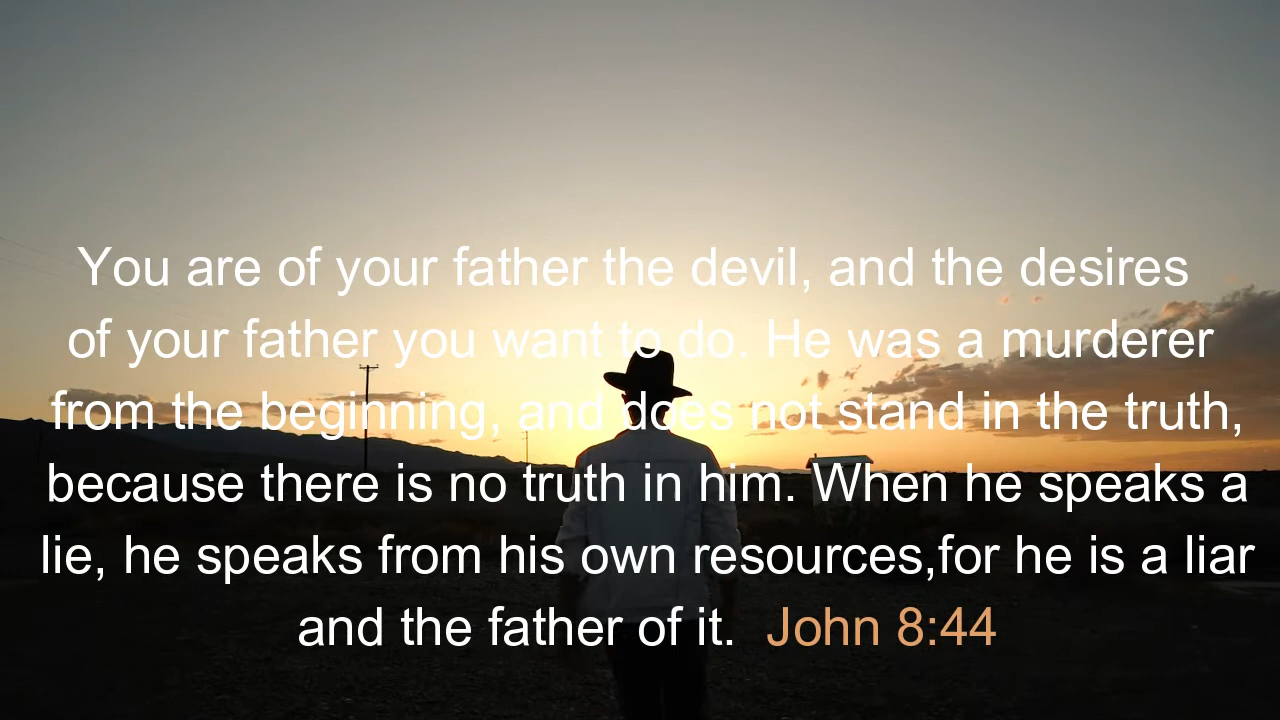 You are of your father the devil, and the desires
of your father you want to do. He was a murderer
from the beginning, and does not stand in the truth,
because there is no truth in him. When he speaks a
lie, he speaks from his own resources,for he is a liar
and the father of it.  John 8:44